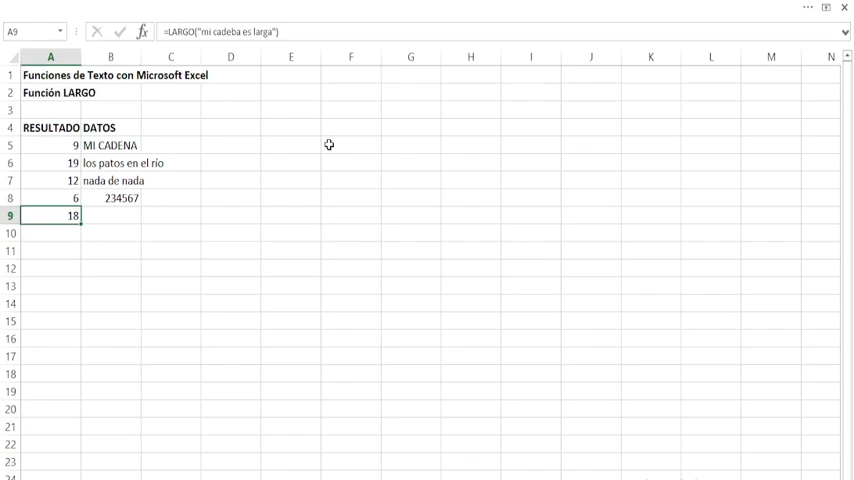 A9 =LARGO("mi cadeba es larga")
A B C D E F G H I J K L M N
1 Funciones de Texto con Microsoft Excel
2 Función LARGO
3
4 RESULTADO DATOS
5 9 MI CADENA
6 19 los patos en el río
7 12 nada de nada
8 6 234567
9 18
10
11
12
13
14
15
16
17
18
19
20
21
22
23
24